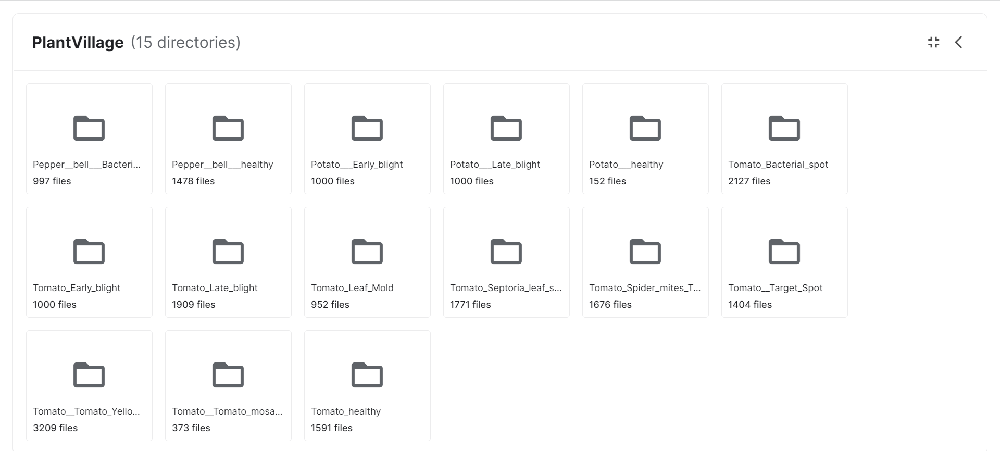 PlantVillage (15 directories)
Pepper__bell___Bacteri...
997 files
Pepper__bell___healthy
1478 files
Potato___Early_blight
1000 files
Potato___Late_blight
1000 files
Potato___healthy
152 files
Tomato_Bacterial_spot
2127 files
Tomato_Early_blight
1000 files
Tomato_Late_blight
1909 files
Tomato_Leaf_Mold
952 files
Tomato_Septoria_leaf_s...
1771 files
Tomato_Spider_mites_T...
1676 files
Tomato__Target_Spot
1404 files
Tomato__Tomato_Yello...
3209 files
Tomato__Tomato_mosa...
373 files
Tomato_healthy
1591 files